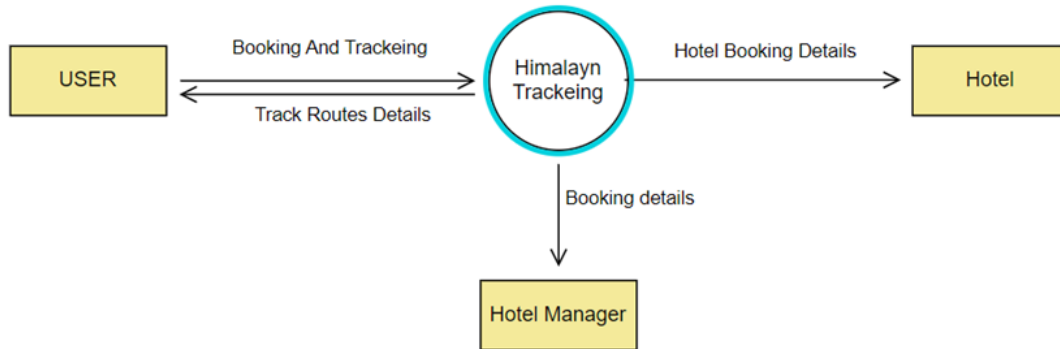 Booking And Trackeing
USER
Track Routes Details
Himalayn
Trackeing
Hotel Booking Details
Hotel
Booking details
Hotel Manager